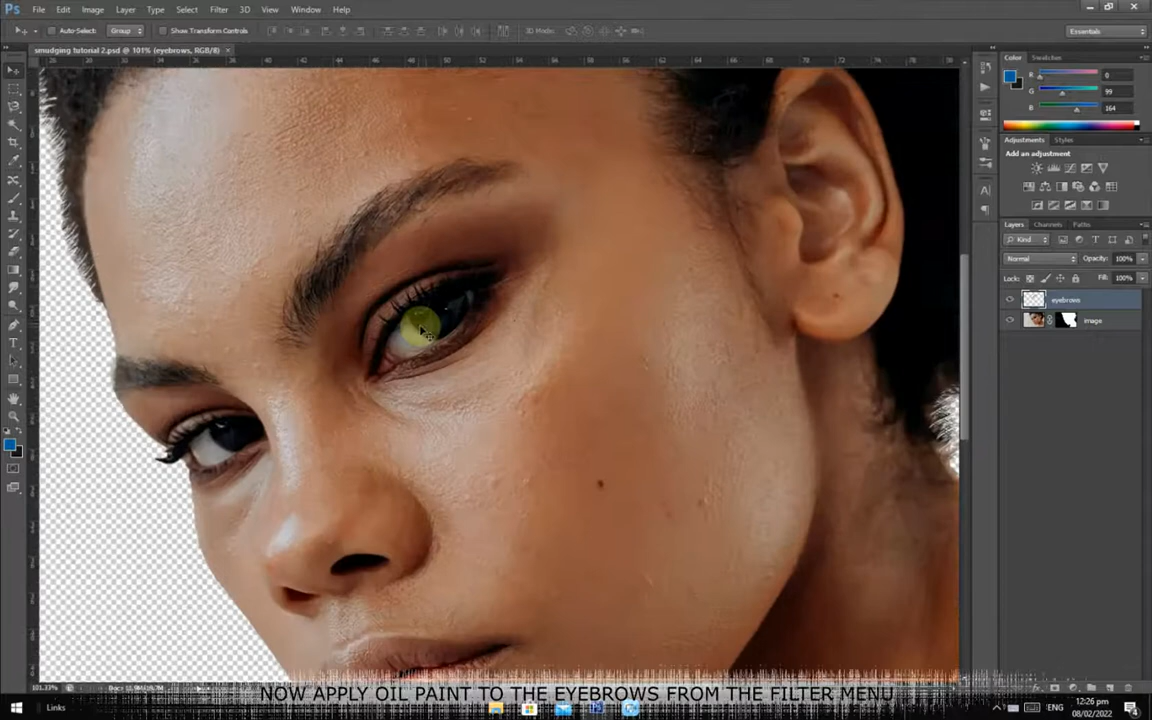 Ps File Edit Image Layer Type Select Filter 3D View Window Help
Auto-Select: Group Show Transform Controls 3D Mode: Essentials
smudging tutorial 2.psd @ 101% (eyebrows, RGB/8) ×
Color Swatches
R 0
G 99
B 164
Adjustments Styles
Add an adjustment
Layers Channels Paths
Kind
Normal Opacity: 100%
Lock: Fill: 100%
eyebrows
image
101.33%
NOW APPLY OIL PAINT TO THE EYEBROWS FROM THE FILTER MENU
Links
ENG
12:26 pm
08/02/2022